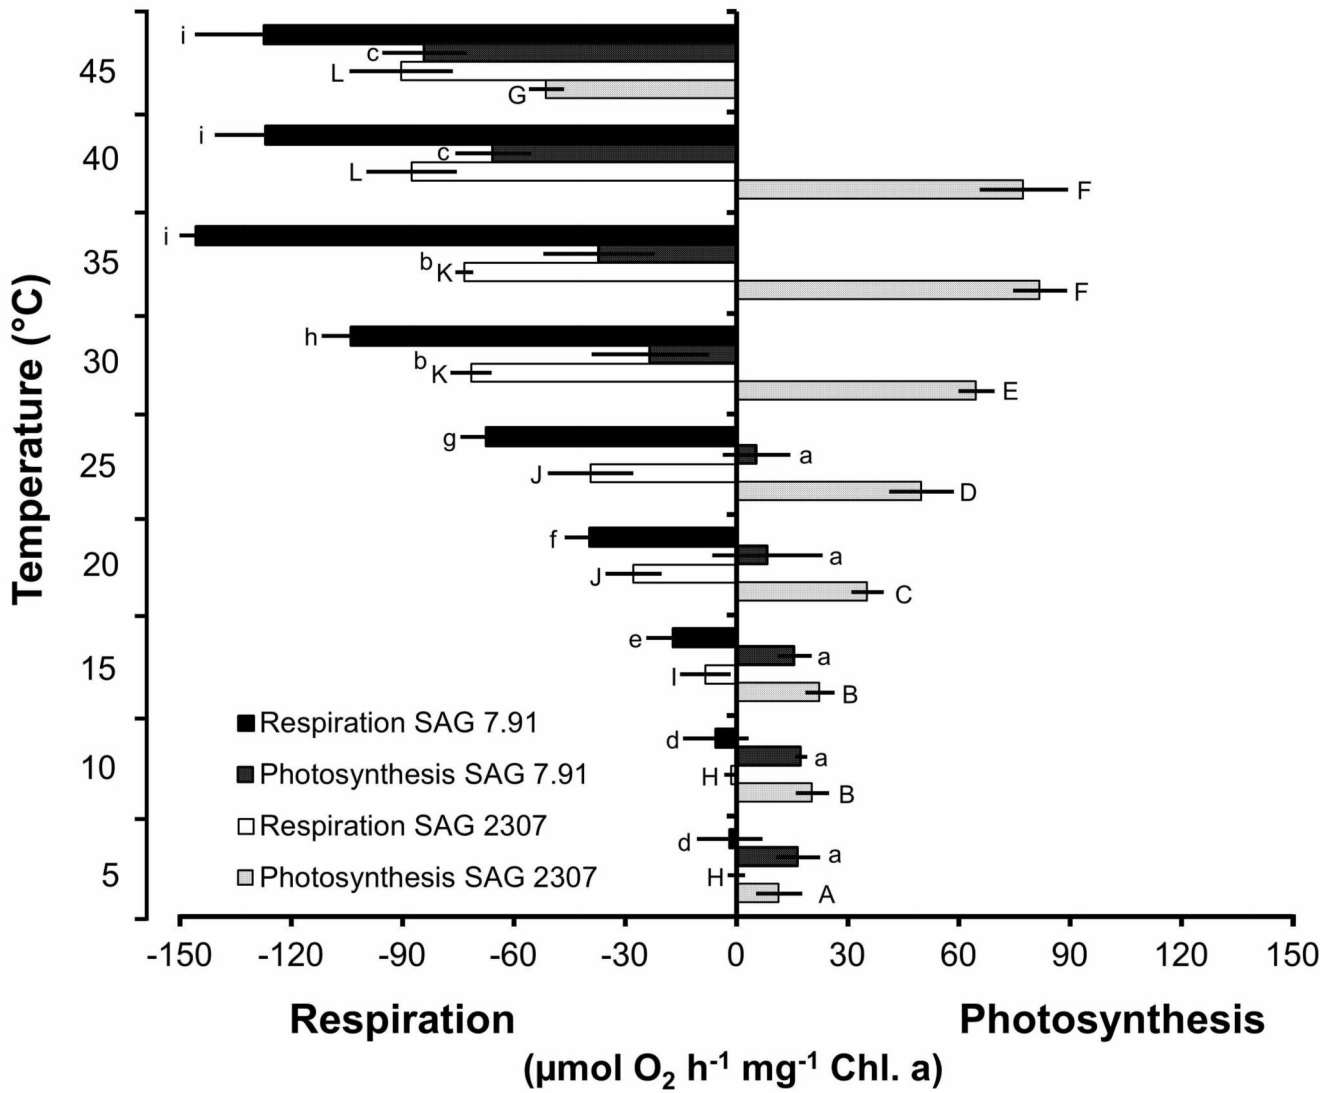 Temperature (°C)
i
c
45
L
G
i
40
c
L
F
i
35
b
K
F
h
30
b
K
E
g
a
25
J
D
f
a
20
J
C
e
a
15
I
B
d
a
10
H
B
d
a
5
H
A
Respiration SAG 7.91
Photosynthesis SAG 7.91
Respiration SAG 2307
Photosynthesis SAG 2307
-150 -120 -90 -60 -30 0 30 60 90 120 150
Respiration Photosynthesis
(µmol O₂ h⁻¹ mg⁻¹ Chl. a)